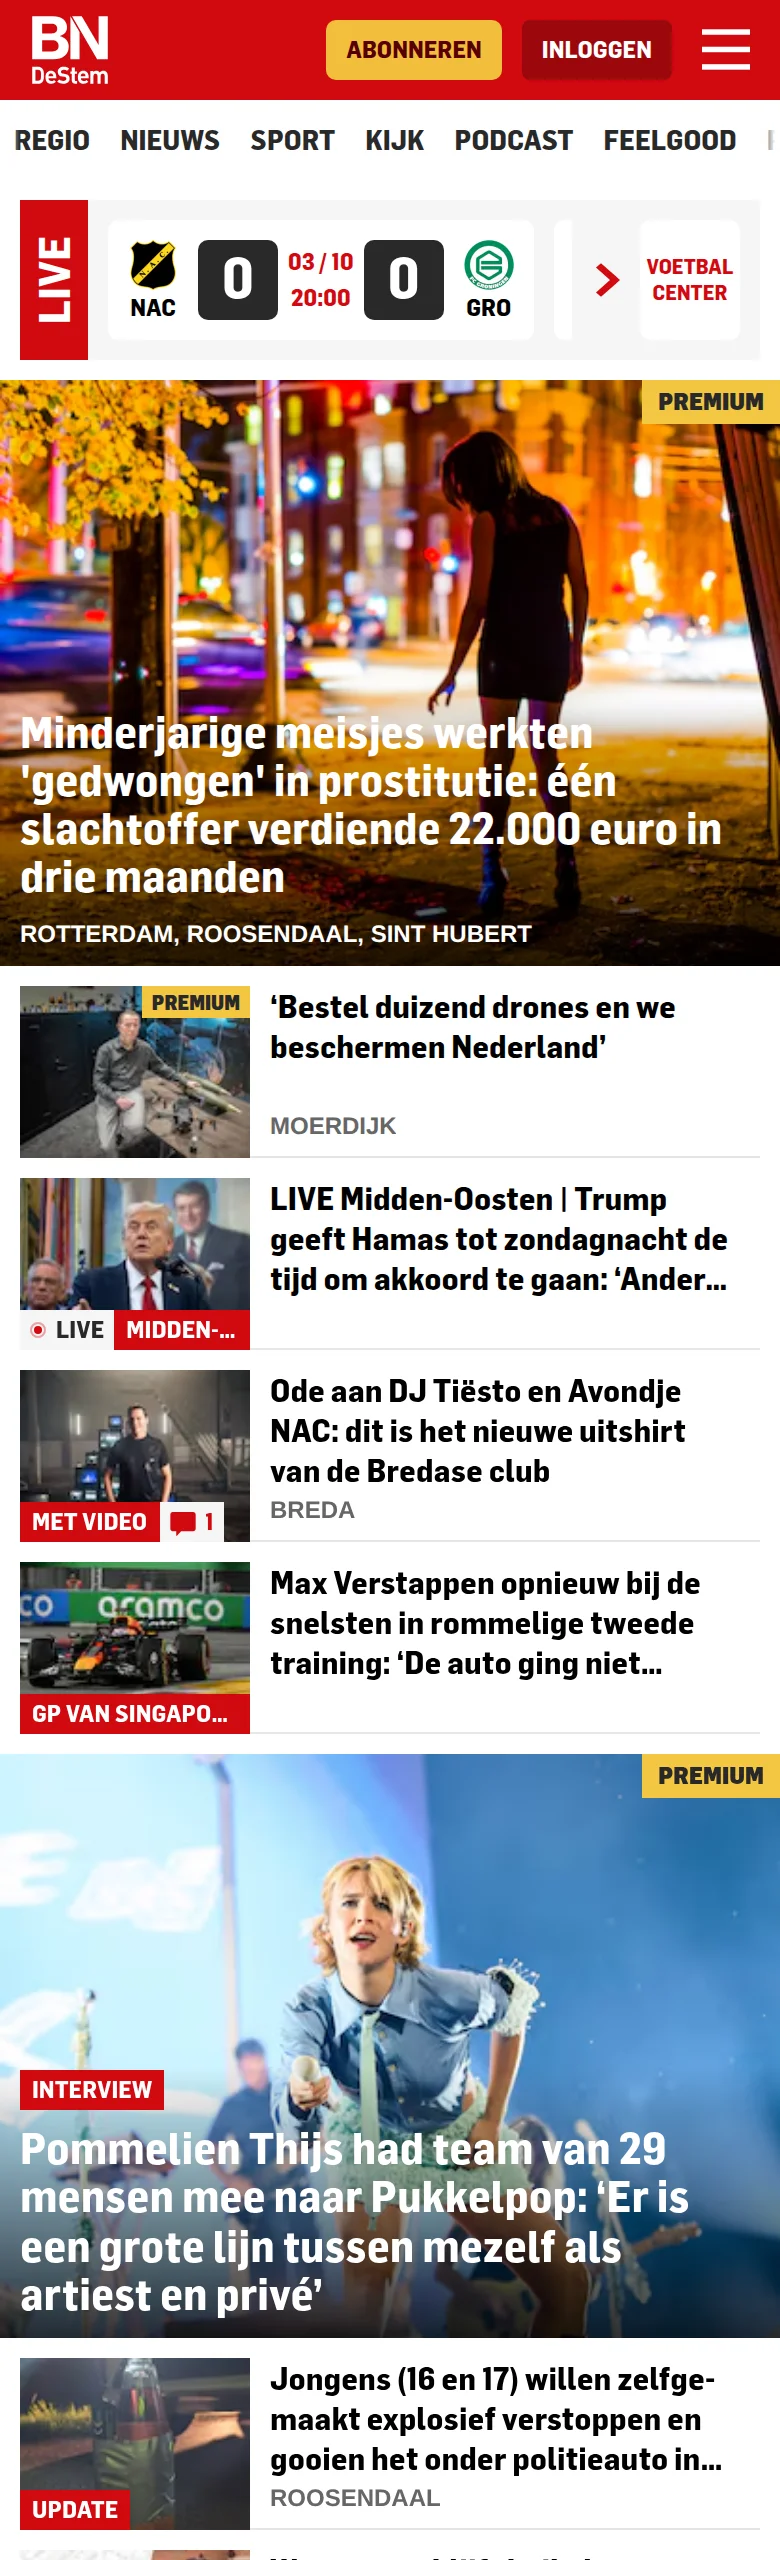 BN
DeStem
ABONNEREN
INLOGGEN
REGIO NIEUWS SPORT KIJK PODCAST FEELGOOD
LIVE
NAC
0
03 / 10
20:00
0
GRO
VOETBAL
CENTER
PREMIUM
Minderjarige meisjes werkten
'gedwongen' in prostitutie: één
slachtoffer verdiende 22.000 euro in
drie maanden
ROTTERDAM, ROOSENDAAL, SINT HUBERT
PREMIUM
‘Bestel duizend drones en we
beschermen Nederland’
MOERDIJK
LIVE Midden-Oosten | Trump
geeft Hamas tot zondagnacht de
tijd om akkoord te gaan: ‘Ander...
LIVE
MIDDEN-...
Ode aan DJ Tiësto en Avondje
NAC: dit is het nieuwe uitshirt
van de Bredase club
BREDA
MET VIDEO
1
Max Verstappen opnieuw bij de
snelsten in rommelige tweede
training: ‘De auto ging niet...
aramco
GP VAN SINGAPO...
PREMIUM
INTERVIEW
Pommelien Thijs had team van 29
mensen mee naar Pukkelpop: ‘Er is
een grote lijn tussen mezelf als
artiest en privé’
Jongens (16 en 17) willen zelfge-
maakt explosief verstoppen en
gooien het onder politieauto in...
ROOSENDAAL
UPDATE